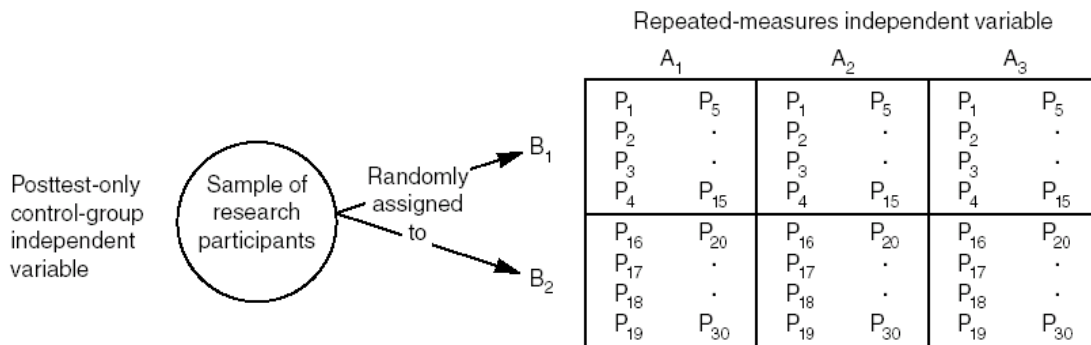 Repeated-measures independent variable
A₁ A₂ A₃
Posttest-only
control-group
independent
variable
Sample of
research
participants
Randomly
assigned
to
B₁
P₁ P₅ P₁ P₅ P₁ P₅
P₂ · P₂ · P₂ ·
P₃ · P₃ · P₃ ·
P₄ P₁₅ P₄ P₁₅ P₄ P₁₅
B₂
P₁₆ P₂₀ P₁₆ P₂₀ P₁₆ P₂₀
P₁₇ · P₁₇ · P₁₇ ·
P₁₈ · P₁₈ · P₁₈ ·
P₁₉ P₃₀ P₁₉ P₃₀ P₁₉ P₃₀